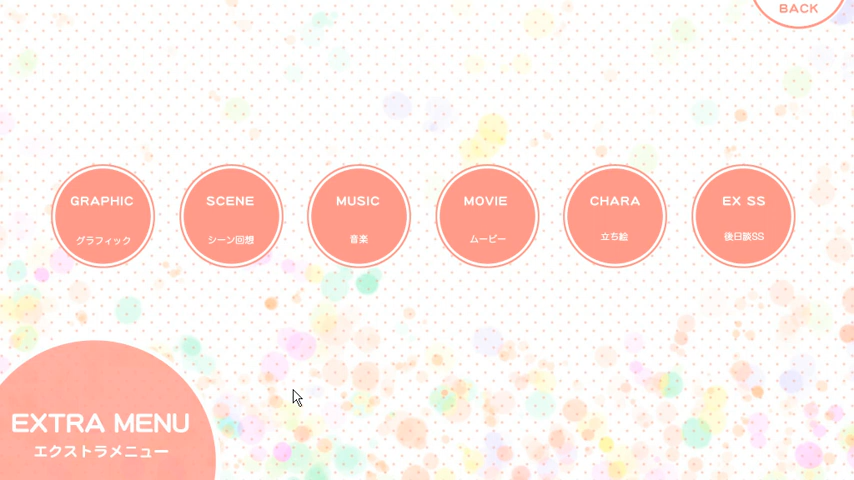 BACK
GRAPHIC
グラフィック
SCENE
シーン回想
MUSIC
音楽
MOVIE
ムービー
CHARA
立ち絵
EX SS
後日談SS
EXTRA MENU
エクストラメニュー